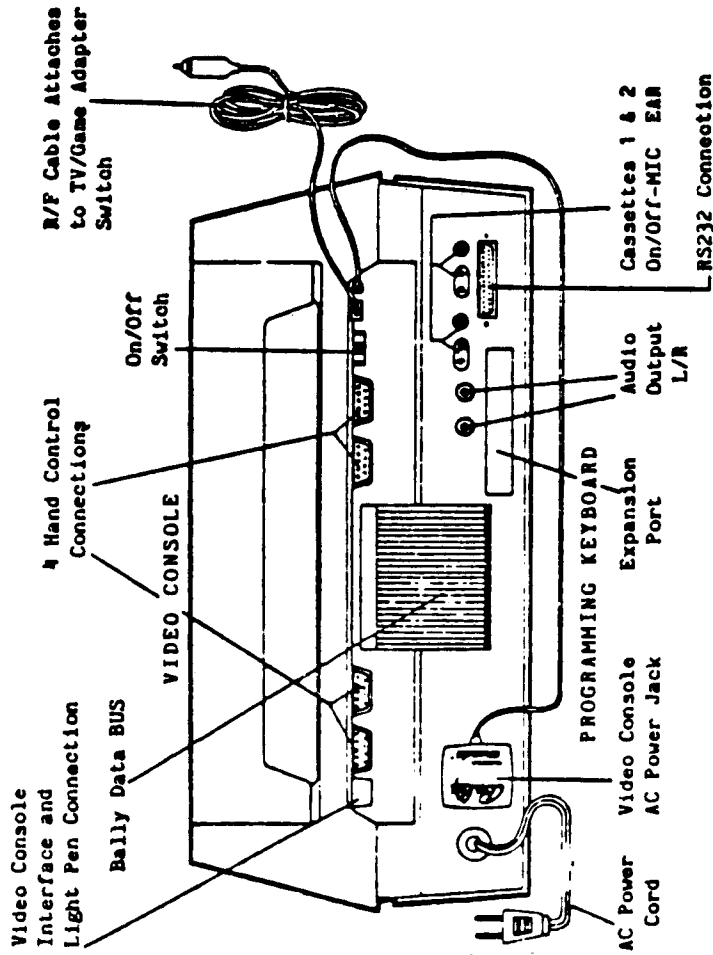 Video Console
Interface and
Light Pen Connection
Bally Data BUS
4 Hand Control
Connections
On/Off
Switch
R/F Cable Attaches
to TV/Game Adapter
Switch
VIDEO CONSOLE
PROGRAMMING KEYBOARD
AC Power
Cord
Video Console
AC Power Jack
Expansion
Port
Audio
Output
L/R
Cassettes 1 & 2
On/Off-MIC EAR
RS232 Connection